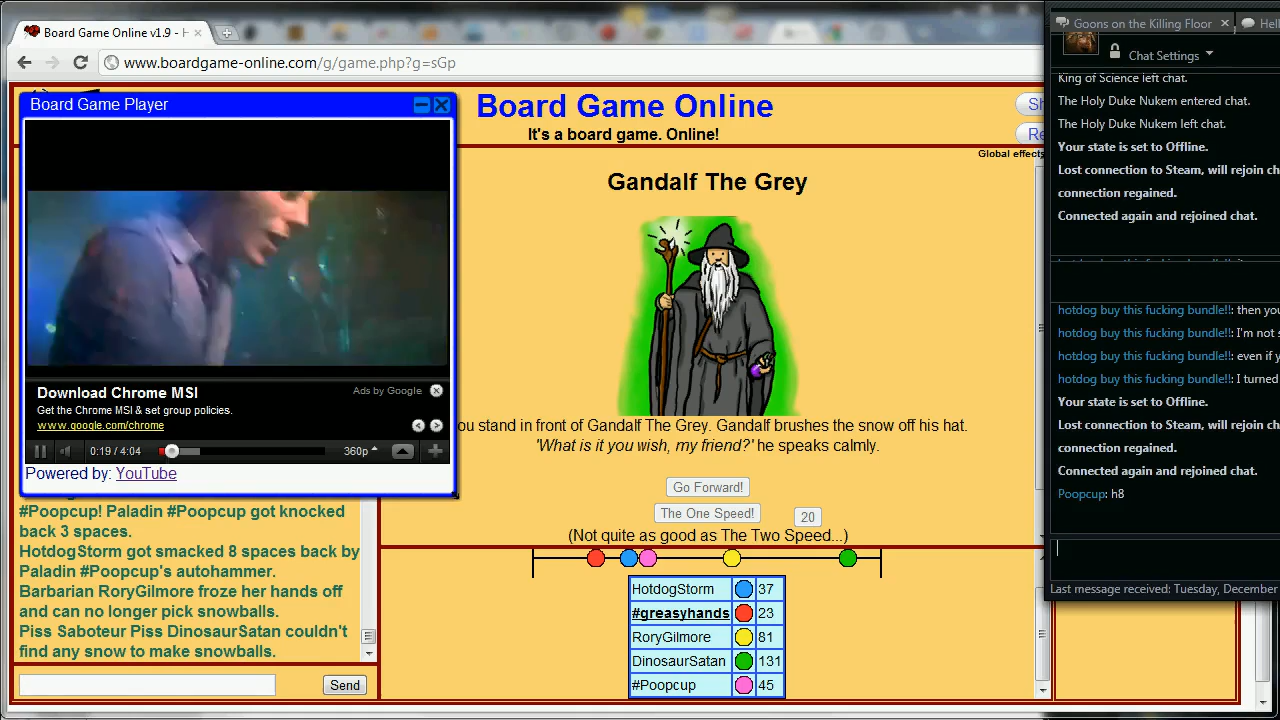 Board Game Online v1.9 - H
www.boardgame-online.com/g/game.php?g=sGp
Board Game Player
Download Chrome MSI
Ads by Google
Get the Chrome MSI & set group policies.
www.google.com/chrome
0:19 / 4:04
360p
Powered by: YouTube
#Poopcup! Paladin #Poopcup got knocked
back 3 spaces.
HotdogStorm got smacked 8 spaces back by
Paladin #Poopcup's autohammer.
Barbarian RoryGilmore froze her hands off
and can no longer pick snowballs.
Piss Saboteur Piss DinosaurSatan couldn't
find any snow to make snowballs.
Send
Board Game Online
It's a board game. Online!
Sh
Re
Global effects
Gandalf The Grey
ou stand in front of Gandalf The Grey. Gandalf brushes the snow off his hat.
'What is it you wish, my friend?' he speaks calmly.
Go Forward!
The One Speed!
20
(Not quite as good as The Two Speed...)
HotdogStorm 37
#greasyhands 23
RoryGilmore 81
DinosaurSatan 131
#Poopcup 45
Goons on the Killing Floor
Hel
Chat Settings
King of Science left chat.
The Holy Duke Nukem entered chat.
The Holy Duke Nukem left chat.
Your state is set to Offline.
Lost connection to Steam, will rejoin ch
connection regained.
Connected again and rejoined chat.
hotdog buy this fucking bundle!!: then you
hotdog buy this fucking bundle!!: I'm not s
hotdog buy this fucking bundle!!: even if y
hotdog buy this fucking bundle!!: I turned
Your state is set to Offline.
Lost connection to Steam, will rejoin ch
connection regained.
Connected again and rejoined chat.
Poopcup: h8
Last message received: Tuesday, December